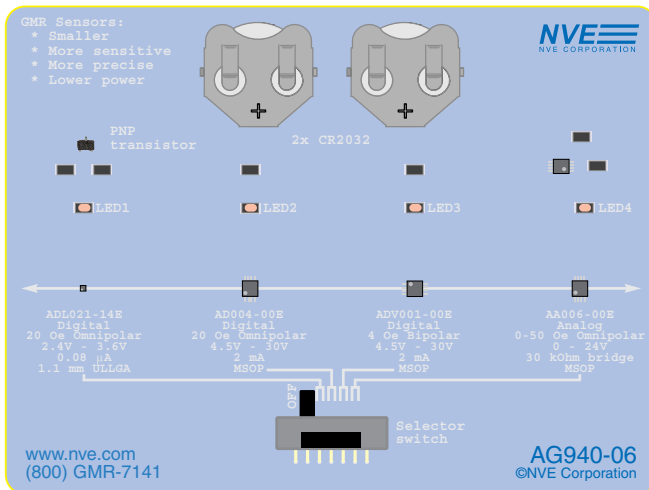 GMR Sensors:
* Smaller
* More sensitive
* More precise
* Lower power
NVE
NVE CORPORATION
PNP
transistor
2x CR2032
LED1
LED2
LED3
LED4
ADL021-14E
Digital
20 Oe Omnipolar
2.4V - 3.6V
0.08 μA
1.1 mm ULLGA
AD004-00E
Digital
20 Oe Omnipolar
4.5V - 30V
2 mA
MSOP
ADV001-00E
Digital
4 Oe Bipolar
4.5V - 30V
2 mA
MSOP
AA006-00E
Analog
0-50 Oe Omnipolar
0 - 24V
30 kOhm bridge
MSOP
OFF
Selector
switch
www.nve.com
(800) GMR-7141
AG940-06
©NVE Corporation